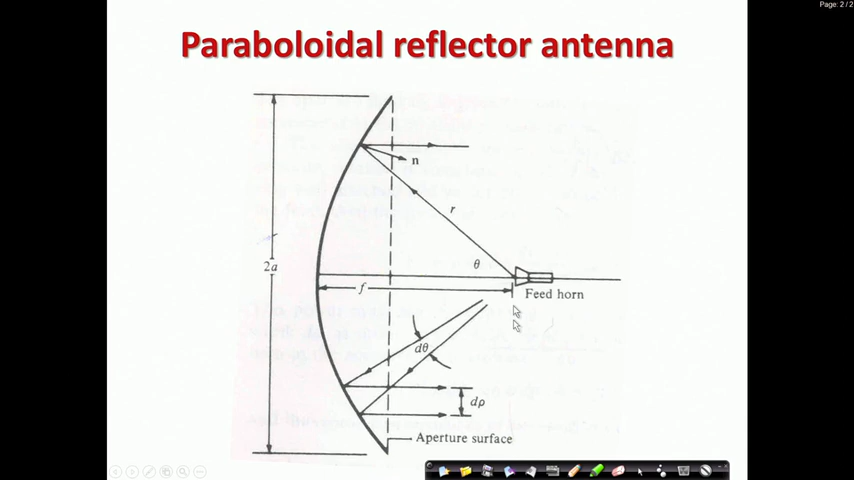 Page: 2 / 2
Paraboloidal reflector antenna
n
r
θ
2a
f
Feed horn
dθ
dρ
Aperture surface